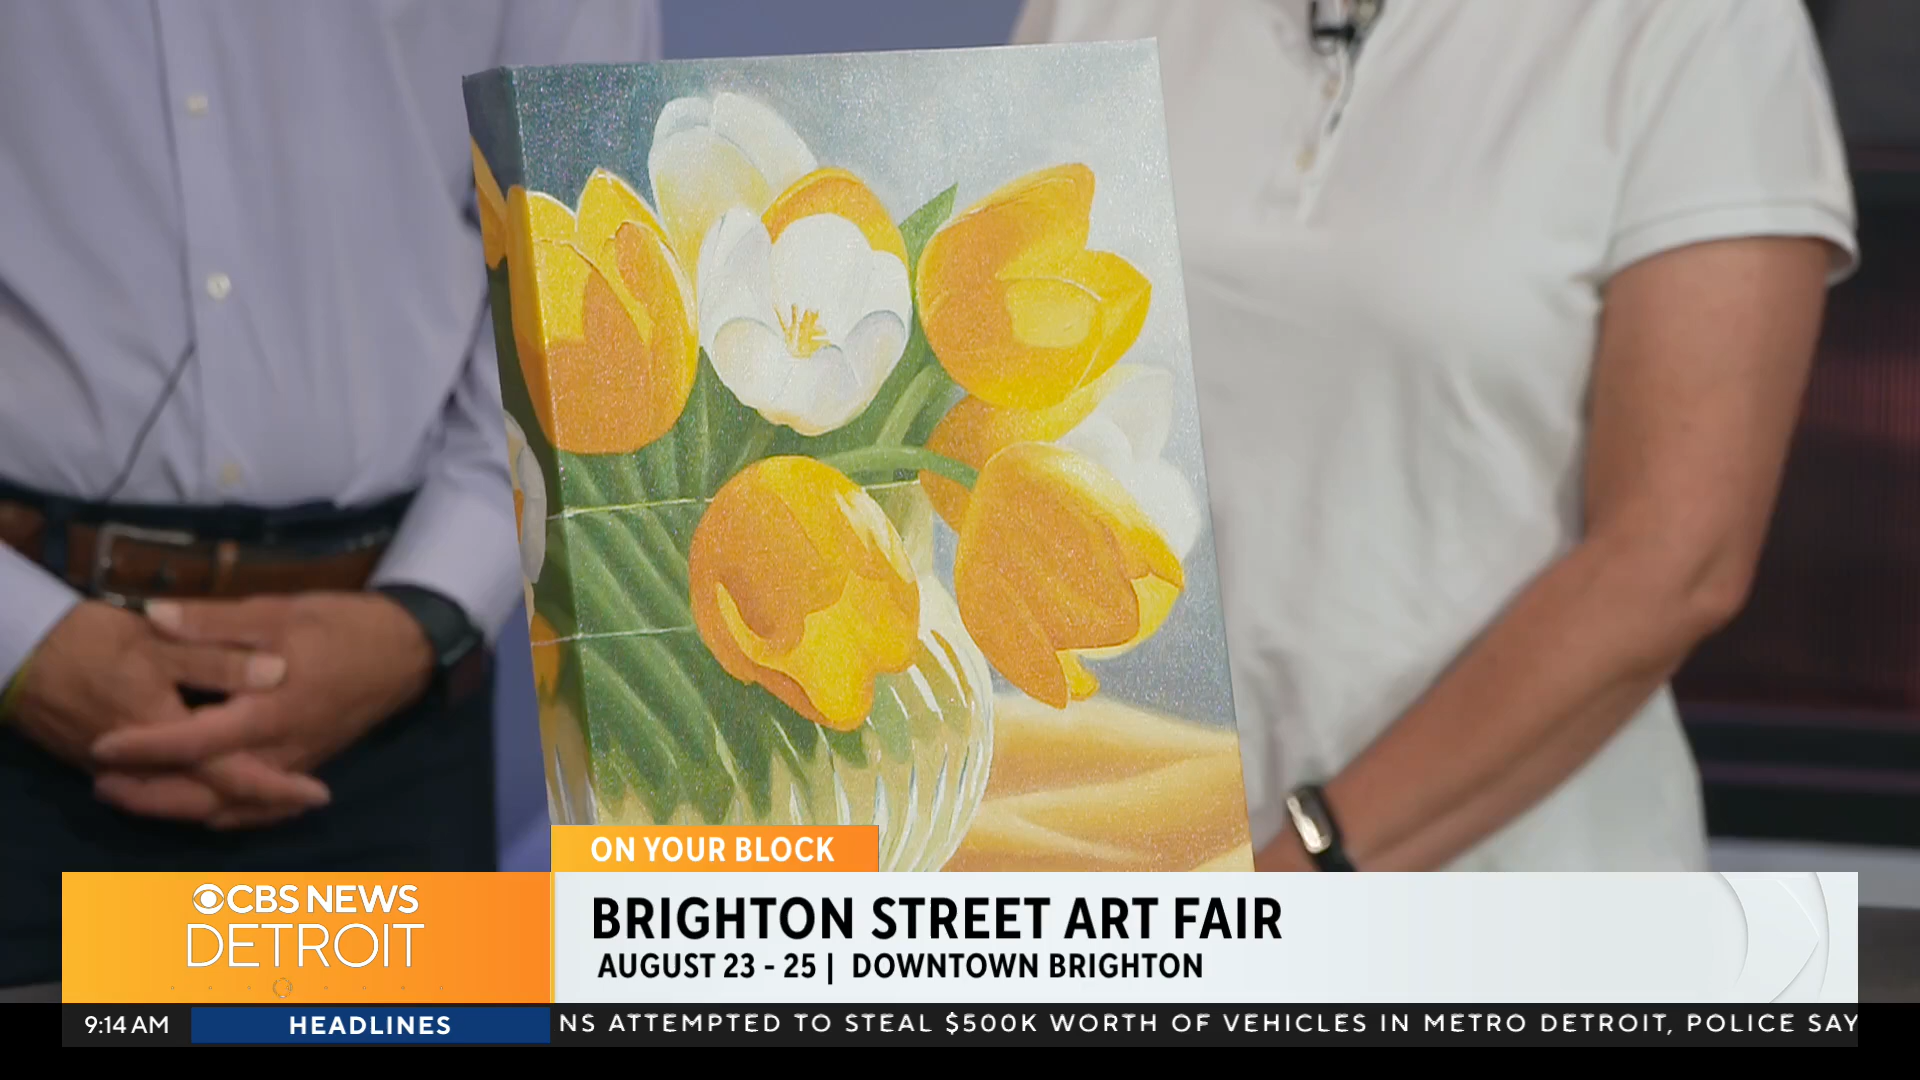 ON YOUR BLOCK
CBS NEWS
DETROIT
BRIGHTON STREET ART FAIR
AUGUST 23 - 25 | DOWNTOWN BRIGHTON
9:14 AM
HEADLINES
NS ATTEMPTED TO STEAL $500K WORTH OF VEHICLES IN METRO DETROIT, POLICE SAY